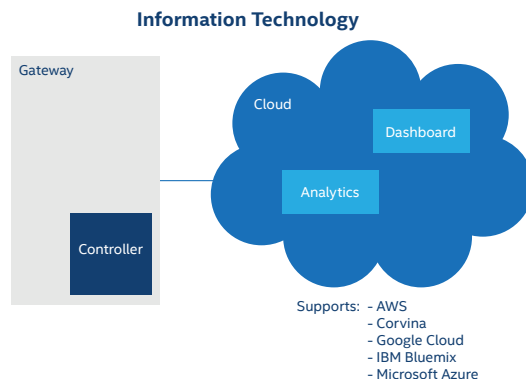 Information Technology
Gateway
Cloud
Dashboard
Analytics
Controller
Supports: - AWS
- Corvina
- Google Cloud
- IBM Bluemix
- Microsoft Azure